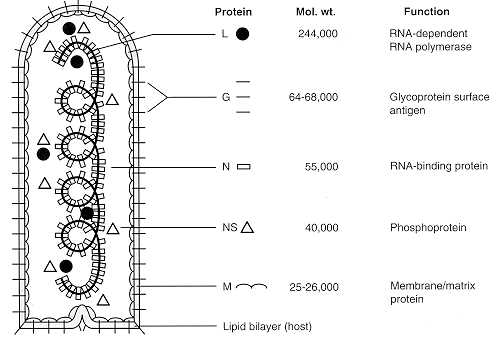 Protein Mol. wt. Function
L 244,000 RNA-dependent
RNA polymerase
G 64-68,000 Glycoprotein surface
antigen
N 55,000 RNA-binding protein
NS 40,000 Phosphoprotein
M 25-26,000 Membrane/matrix
protein
Lipid bilayer (host)